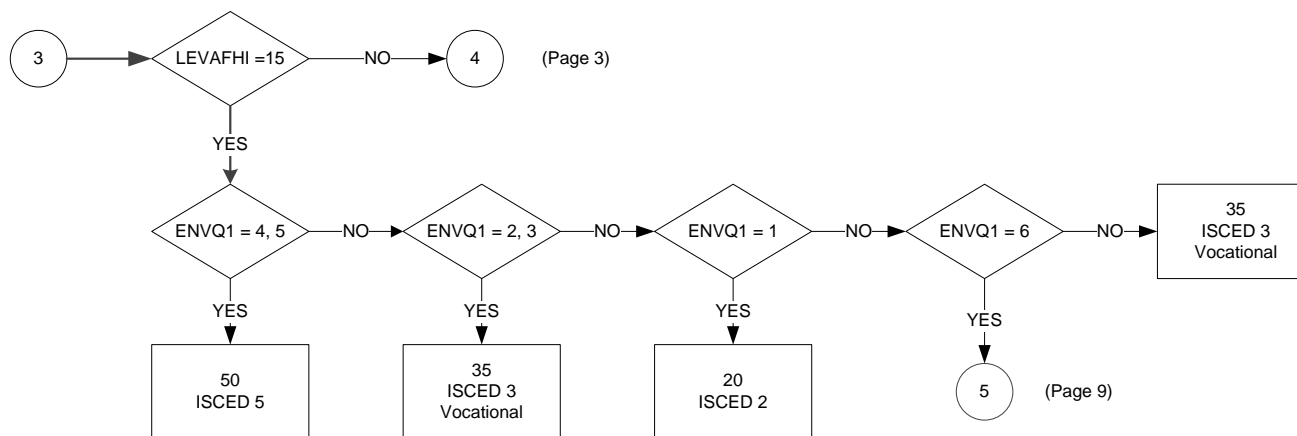 3
LEVAFHI =15
NO
4
(Page 3)
YES
ENVQ1 = 4, 5
NO
ENVQ1 = 2, 3
NO
ENVQ1 = 1
NO
ENVQ1 = 6
NO
35
ISCED 3
Vocational
YES
YES
YES
YES
50
ISCED 5
35
ISCED 3
Vocational
20
ISCED 2
5
(Page 9)